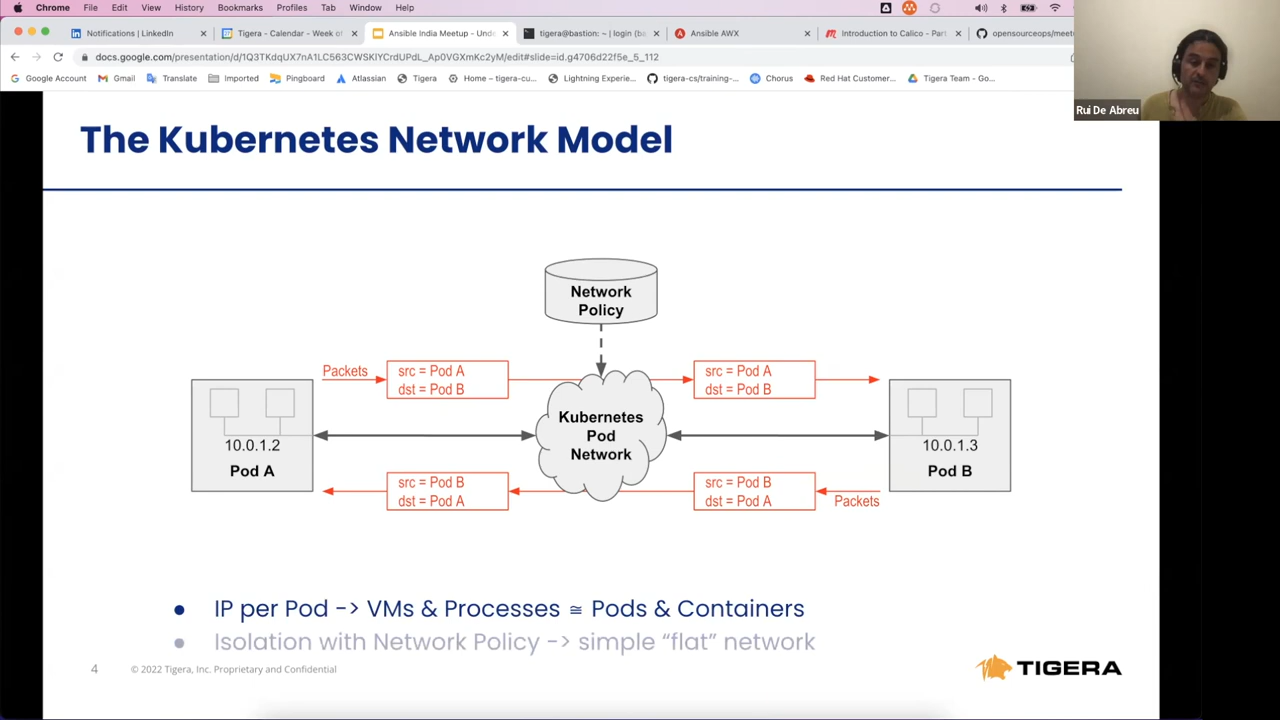 Chrome File Edit View History Bookmarks Profiles Tab Window Help
Notifications | LinkedIn
Tigera - Calendar - Week of
Ansible India Meetup - Unde
tigera@bastion: ~ | login (ba
Ansible AWX
Introduction to Calico - Part
opensourceops/meetu
docs.google.com/presentation/d/1Q3TKdqUX7nA1LC563CWSKIYCrdUPdL_Ap0VGXmKc2yM/edit#slide=id.g4706d22f5e_5_112
Google Account Gmail Translate Imported Pingboard Atlassian Tigera Home – tigera-cu... Lightning Experie... tigera-cs/training-... Chorus Red Hat Customer... Tigera Team - Go...
Rui De Abreu
The Kubernetes Network Model
Network
Policy
Packets
src = Pod A
dst = Pod B
src = Pod A
dst = Pod B
Kubernetes
Pod
Network
10.0.1.2
Pod A
10.0.1.3
Pod B
src = Pod B
dst = Pod A
src = Pod B
dst = Pod A
Packets
• IP per Pod -> VMs & Processes ≅ Pods & Containers
• Isolation with Network Policy -> simple “flat” network
4 © 2022 Tigera, Inc. Proprietary and Confidential
TIGERA